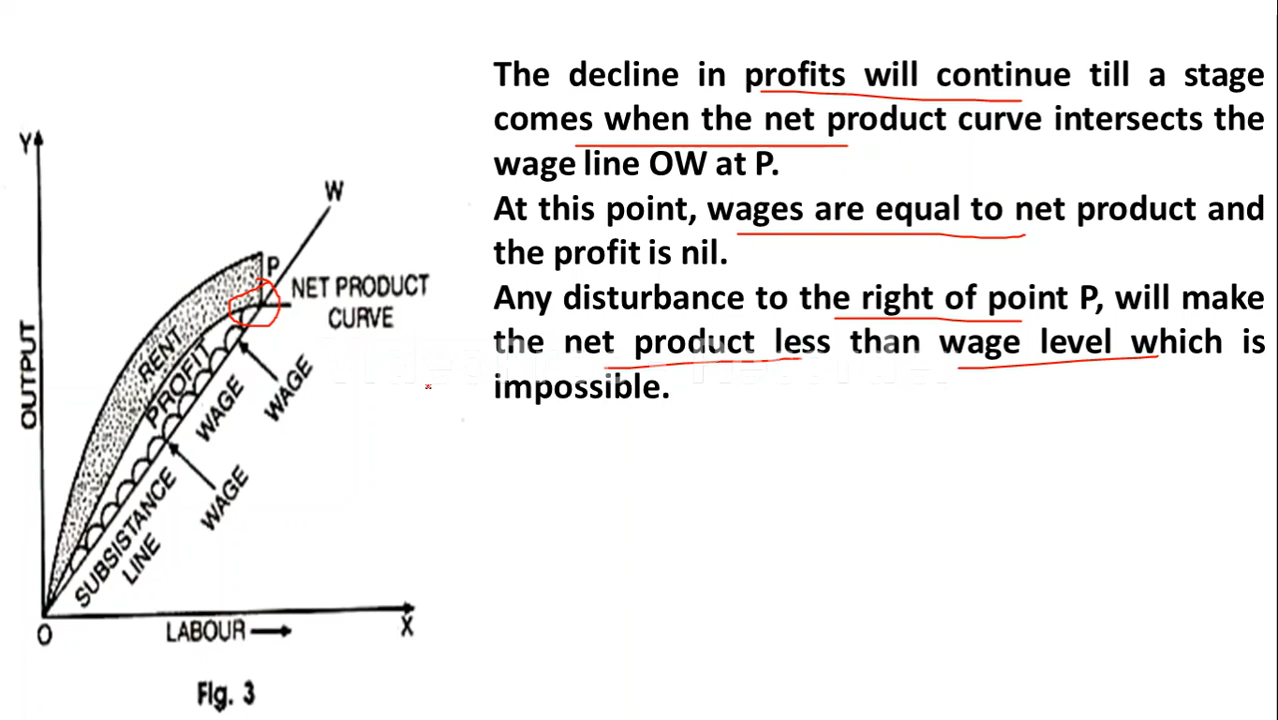 The decline in profits will continue till a stage
comes when the net product curve intersects the
wage line OW at P.
At this point, wages are equal to net product and
the profit is nil.
Any disturbance to the right of point P, will make
the net product less than wage level which is
impossible.
Y
W
P
NET PRODUCT
CURVE
OUTPUT
RENT
PROFIT
WAGE
WAGE
WAGE
SUBSISTANCE
LINE
O
LABOUR
X
Fig. 3